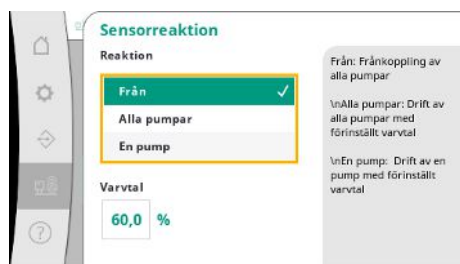 Sensorreaktion
Reaktion
Från
Alla pumpar
En pump
Varvtal
60,0 %
Från: Frånkoppling av
alla pumpar
\nAlla pumpar: Drift av
alla pumpar med
förinställt varvtal
\nEn pump: Drift av en
pump med förinställt
varvtal
?